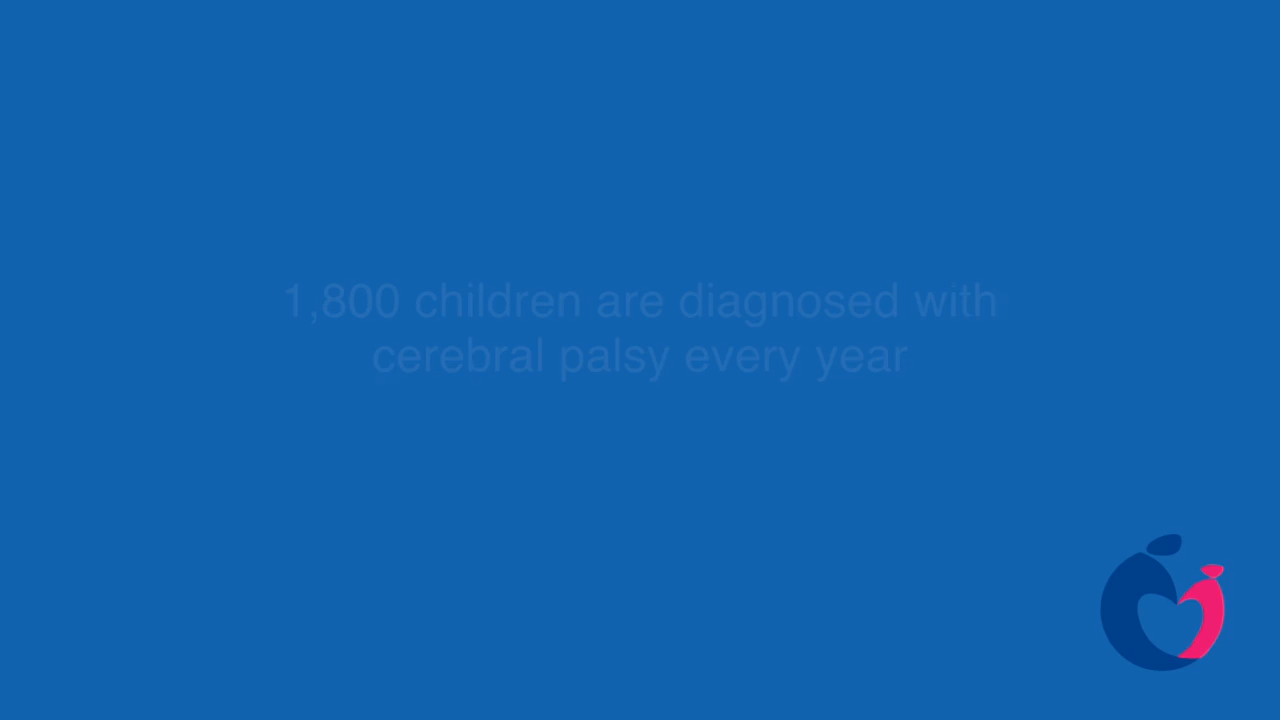 1,800 children are diagnosed with
cerebral palsy every year